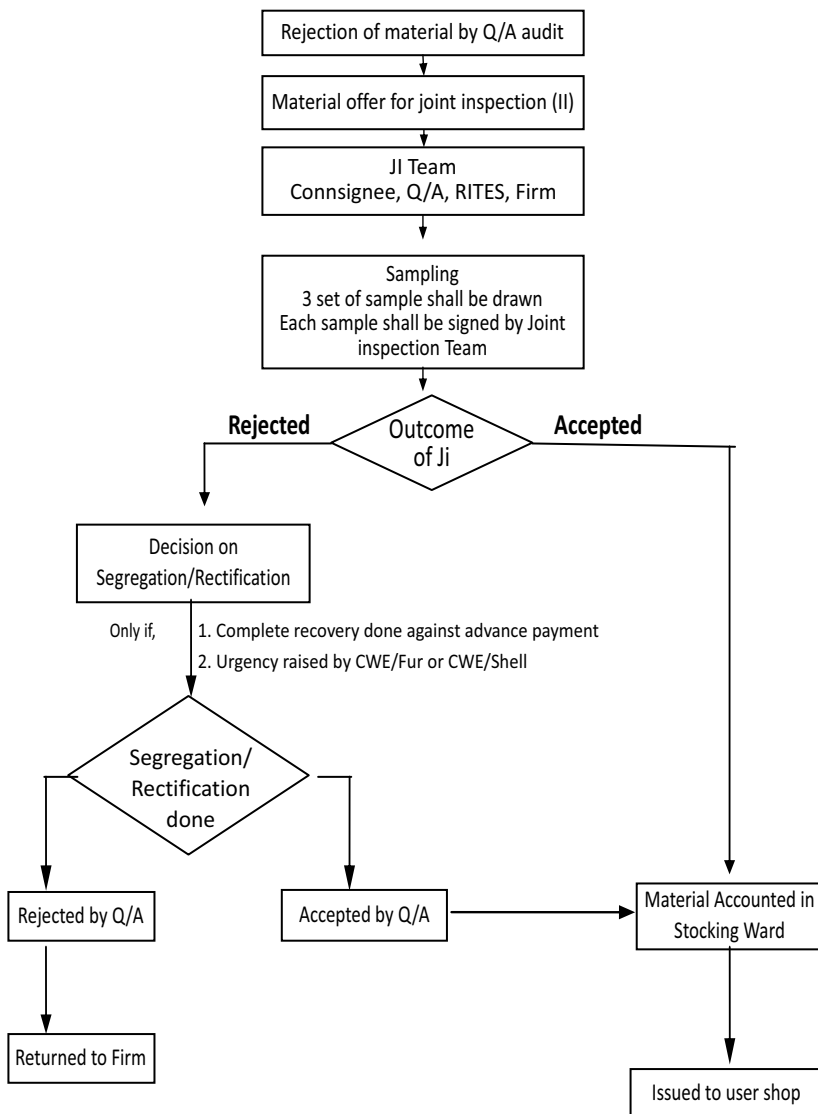 Rejection of material by Q/A audit
Material offer for joint inspection (II)
JI Team
Connsignee, Q/A, RITES, Firm
Sampling
3 set of sample shall be drawn
Each sample shall be signed by Joint
inspection Team
Rejected
Outcome
of Ji
Accepted
Decision on
Segregation/Rectification
Only if,
1. Complete recovery done against advance payment
2. Urgency raised by CWE/Fur or CWE/Shell
Segregation/
Rectification
done
Rejected by Q/A
Accepted by Q/A
Material Accounted in
Stocking Ward
Returned to Firm
Issued to user shop